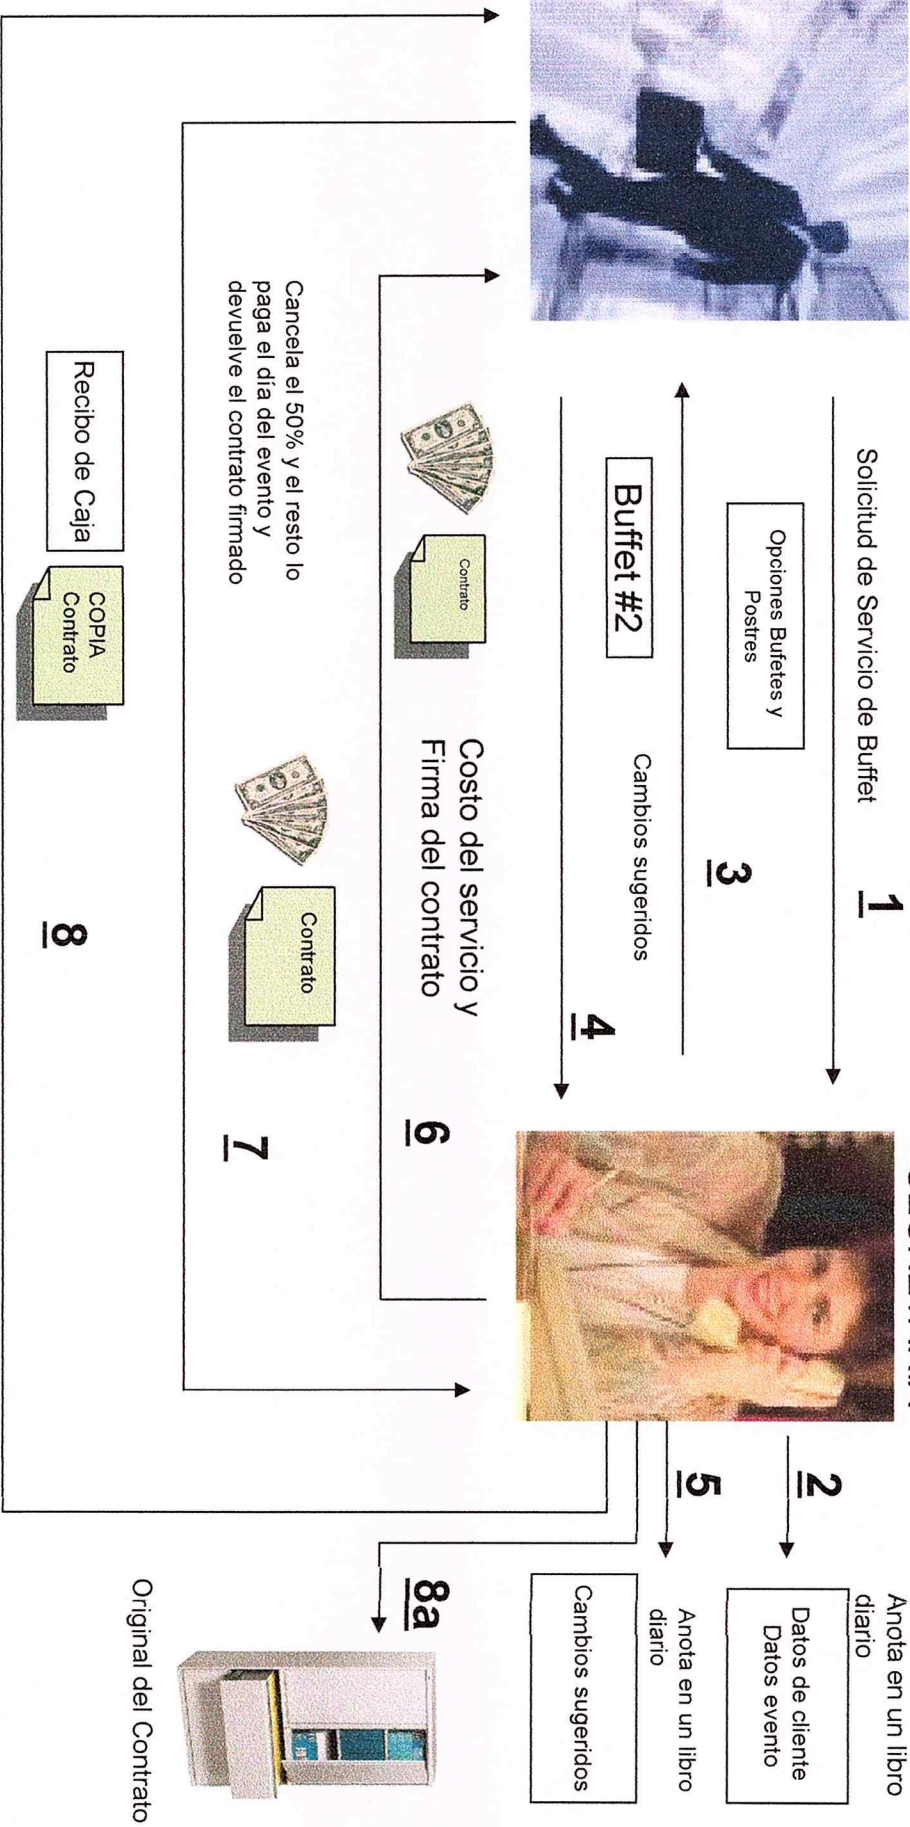 Solicitud de Servicio de Buffet
1
Opciones Bufetes y
Postres
3
Buffet #2
Cambios sugeridos
4
Anota en un libro
diario
2
Datos de cliente
Datos evento
5
Anota en un libro
diario
Cambios sugeridos
Contrato
Costo del servicio y
Firma del contrato
6
Cancela el 50% y el resto lo
paga el día del evento y
devuelve el contrato firmado
Contrato
7
Recibo de Caja
COPIA
Contrato
8
8a
Original del Contrato